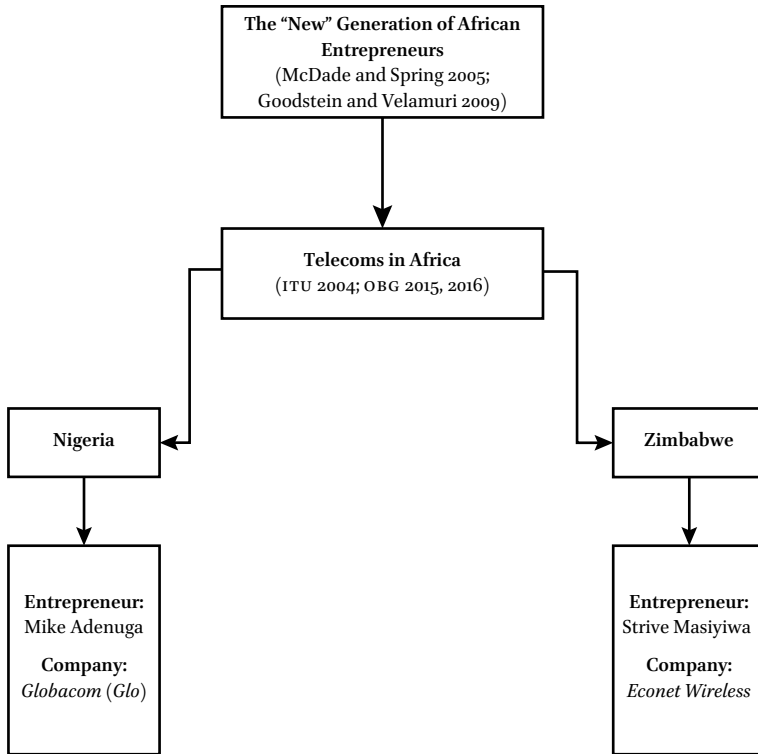 The “New” Generation of African
Entrepreneurs
(McDade and Spring 2005;
Goodstein and Velamuri 2009)
Telecoms in Africa
(ITU 2004; OBG 2015, 2016)
Nigeria
Zimbabwe
Entrepreneur:
Mike Adenuga
Company:
Globacom (Glo)
Entrepreneur:
Strive Masiyiwa
Company:
Econet Wireless